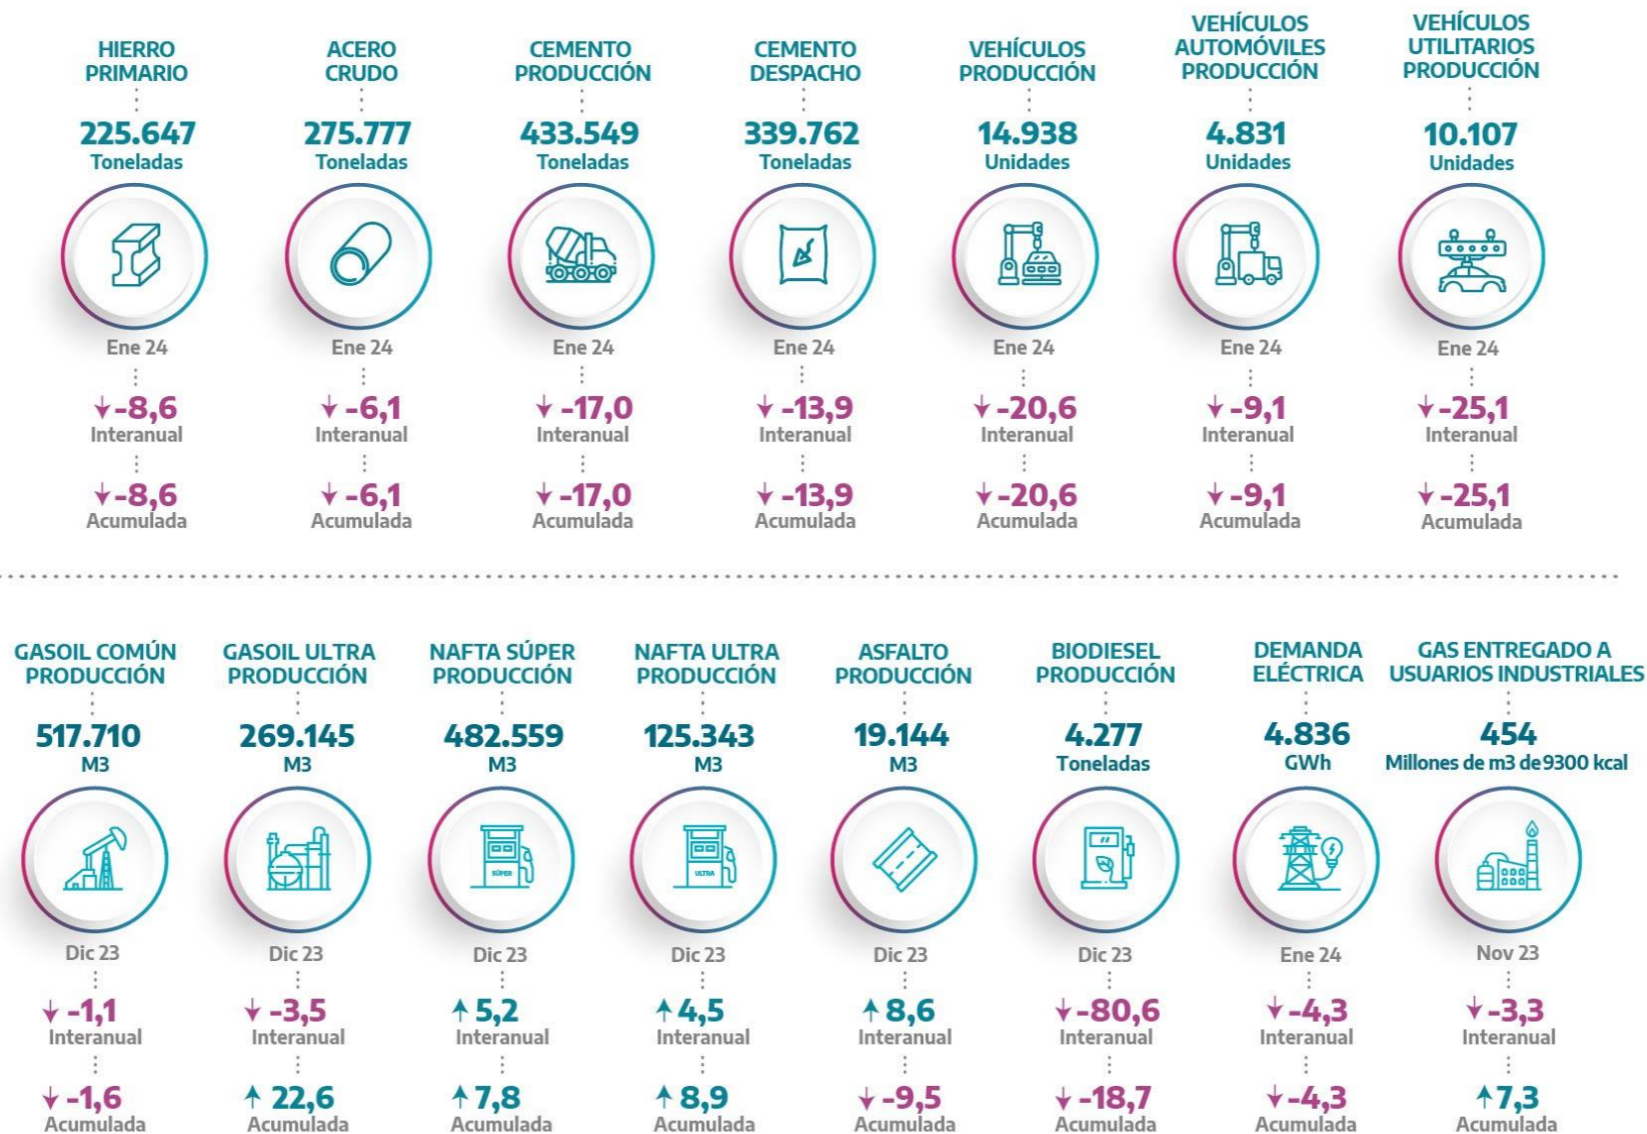 HIERRO
PRIMARIO
225.647
Toneladas
Ene 24
-8,6
Interanual
-8,6
Acumulada
ACERO
CRUDO
275.777
Toneladas
Ene 24
-6,1
Interanual
-6,1
Acumulada
CEMENTO
PRODUCCIÓN
433.549
Toneladas
Ene 24
-17,0
Interanual
-17,0
Acumulada
CEMENTO
DESPACHO
339.762
Toneladas
Ene 24
-13,9
Interanual
-13,9
Acumulada
VEHÍCULOS
PRODUCCIÓN
14.938
Unidades
Ene 24
-20,6
Interanual
-20,6
Acumulada
VEHÍCULOS
AUTOMÓVILES
PRODUCCIÓN
4.831
Unidades
Ene 24
-9,1
Interanual
-9,1
Acumulada
VEHÍCULOS
UTILITARIOS
PRODUCCIÓN
10.107
Unidades
Ene 24
-25,1
Interanual
-25,1
Acumulada
GASOIL COMÚN
PRODUCCIÓN
517.710
M3
Dic 23
-1,1
Interanual
-1,6
Acumulada
GASOIL ULTRA
PRODUCCIÓN
269.145
M3
Dic 23
-3,5
Interanual
22,6
Acumulada
NAFTA SÚPER
PRODUCCIÓN
482.559
M3
SÚPER
Dic 23
5,2
Interanual
7,8
Acumulada
NAFTA ULTRA
PRODUCCIÓN
125.343
M3
ULTRA
Dic 23
4,5
Interanual
8,9
Acumulada
ASFALTO
PRODUCCIÓN
19.144
M3
Dic 23
8,6
Interanual
-9,5
Acumulada
BIODIESEL
PRODUCCIÓN
4.277
Toneladas
Dic 23
-80,6
Interanual
-18,7
Acumulada
DEMANDA
ELÉCTRICA
4.836
GWh
Ene 24
-4,3
Interanual
-4,3
Acumulada
GAS ENTREGADO A
USUARIOS INDUSTRIALES
454
Millones de m3 de 9300 kcal
Nov 23
-3,3
Interanual
7,3
Acumulada